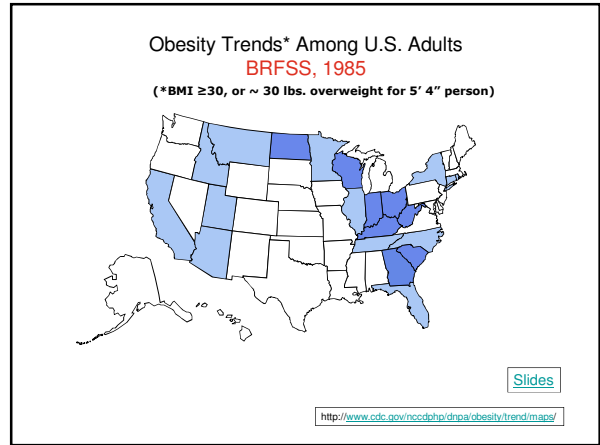 Obesity Trends* Among U.S. Adults
BRFSS, 1985
(*BMI ≥30, or ~ 30 lbs. overweight for 5’ 4” person)
Slides
http://www.cdc.gov/nccdphp/dnpa/obesity/trend/maps/